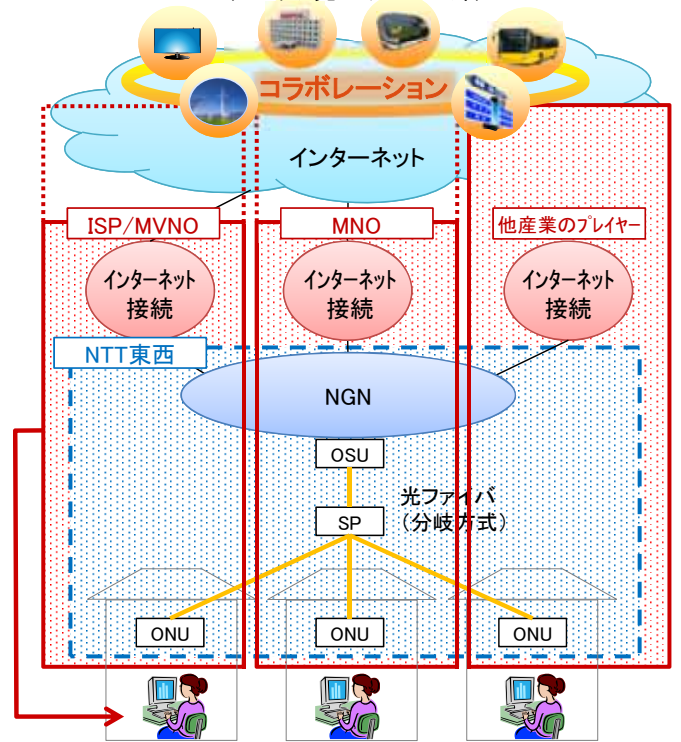 コラボレーション
インターネット
ISP/MVNO
MNO
他産業のプレイヤー
インターネット
接続
インターネット
接続
インターネット
接続
NTT東西
NGN
OSU
光ファイバ
（分岐方式）
SP
ONU
ONU
ONU